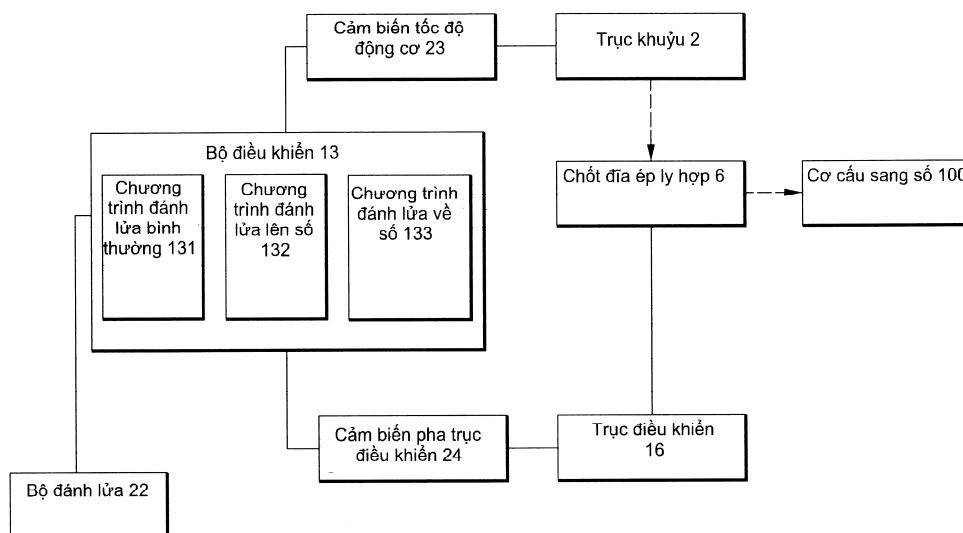 Cảm biến tốc độ
động cơ 23
Trục khuỷu 2
Bộ điều khiển 13
Chương
trình đánh
lửa bình
thường 131
Chương
trình đánh
lửa lên số
132
Chương trình
đánh lửa về
số 133
Chốt đĩa ép ly hợp 6
Cơ cấu sang số 100
Cảm biến pha trục
điều khiển 24
Trục điều khiển
16
Bộ đánh lửa 22